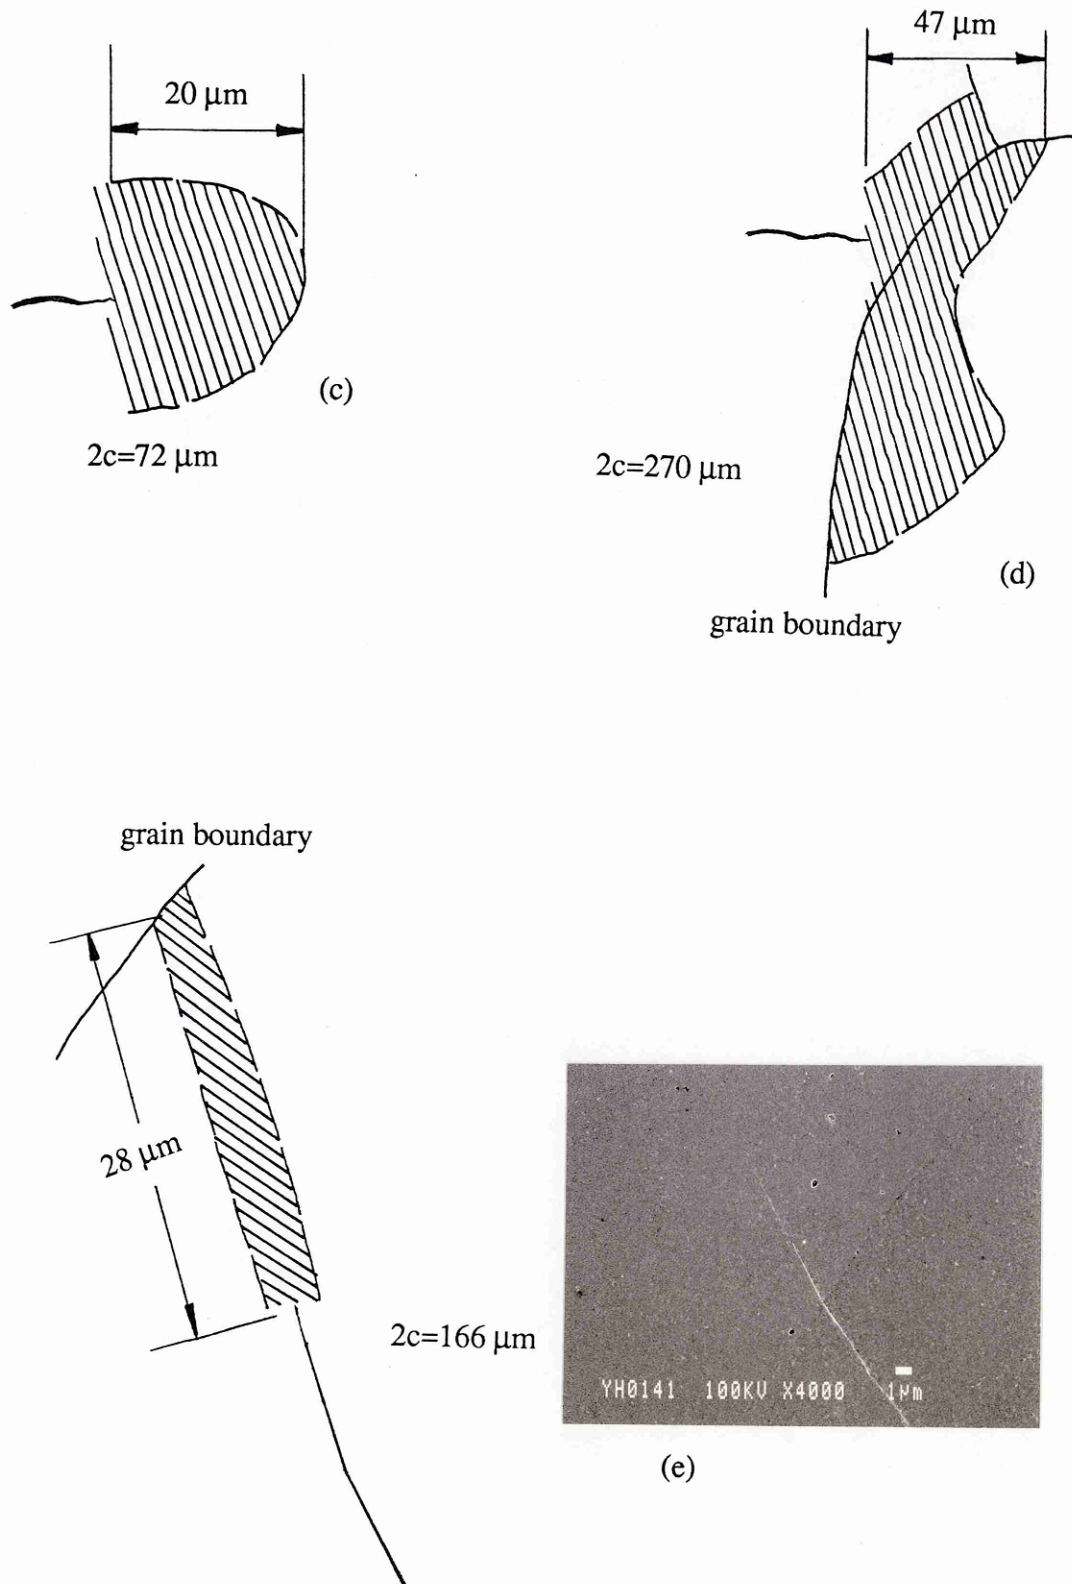 47 µm
20 µm
(c)
2c=72 µm
2c=270 µm
(d)
grain boundary
grain boundary
28 µm
2c=166 µm
YH0141 100KV X4000 1µm
(e)